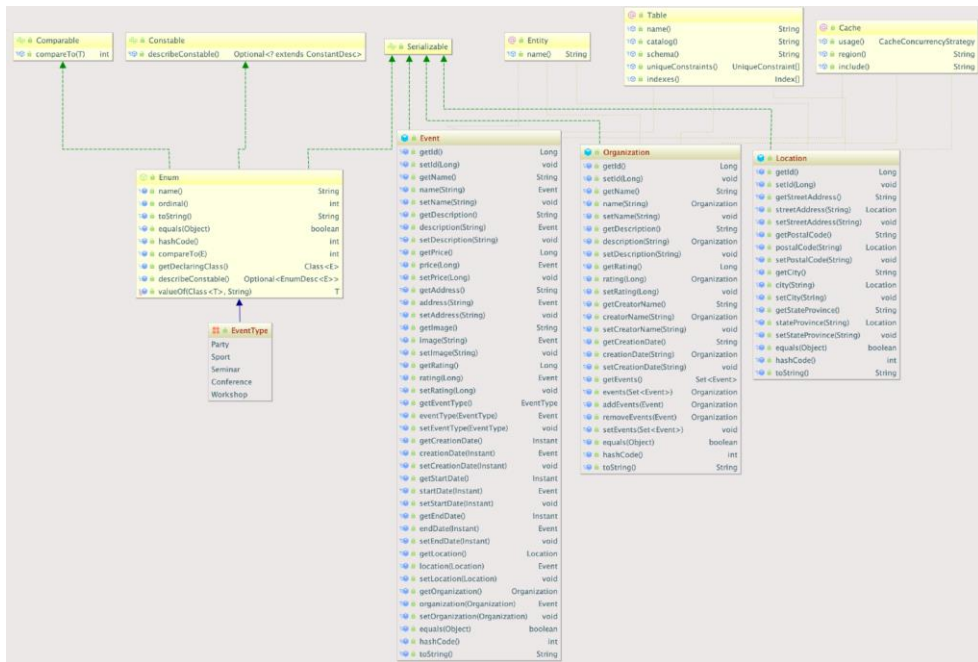 Comparable
compareTo(T) int
Constable
describeConstable() Optional<? extends ConstantDesc>
Serializable
Entity
name() String
Table
name() String
catalog() String
schema() String
uniqueConstraints() UniqueConstraint[]
indexes() Index[]
Cache
usage() CacheConcurrencyStrategy
region() String
include() String
Enum
name() String
ordinal() int
toString() String
equals(Object) boolean
hashCode() int
compareTo(E) int
getDeclaringClass() Class<E>
describeConstable() Optional<EnumDesc<E>>
valueOf(Class<T>, String) T
EventType
Party
Sport
Seminar
Conference
Workshop
Event
getId() Long
setId(Long) void
getName() String
name(String) Event
setName(String) void
getDescription() String
description(String) Event
setDescription(String) void
getPrice() Long
price(Long) Event
setPrice(Long) void
getAddress() String
address(String) Event
setAddress(String) void
getImage() String
image(String) Event
setImage(String) void
getRating() Long
rating(Long) Event
setRating(Long) void
getEventType() EventType
eventType(EventType) Event
setEventType(EventType) void
getCreationDate() Instant
creationDate(Instant) Event
setCreationDate(Instant) void
getStartDate() Instant
startDate(Instant) Event
setStartDate(Instant) void
getEndDate() Instant
endDate(Instant) Event
setEndDate(Instant) void
getLocation() Location
location(Location) Event
setLocation(Location) void
getOrganization() Organization
organization(Organization) Event
setOrganization(Organization) void
equals(Object) boolean
hashCode() int
toString() String
Organization
getId() Long
setId(Long) void
getName() String
name(String) Organization
setName(String) void
getDescription() String
description(String) Organization
setDescription(String) void
getRating() Long
rating(Long) Organization
setRating(Long) void
getCreatorName() String
creatorName(String) Organization
setCreatorName(String) void
getCreationDate() String
creationDate(String) Organization
setCreationDate(String) void
getEvents() Set<Event>
events(Set<Event>) Organization
addEvents(Event) Organization
removeEvents(Event) Organization
setEvents(Set<Event>) void
equals(Object) boolean
hashCode() int
toString() String
Location
getId() Long
setId(Long) void
getStreetAddress() String
streetAddress(String) Location
setStreetAddress(String) void
getPostalCode() String
postalCode(String) Location
setPostalCode(String) void
getCity() String
city(String) Location
setCity(String) void
getStateProvince() String
stateProvince(String) Location
setStateProvince(String) void
equals(Object) boolean
hashCode() int
toString() String